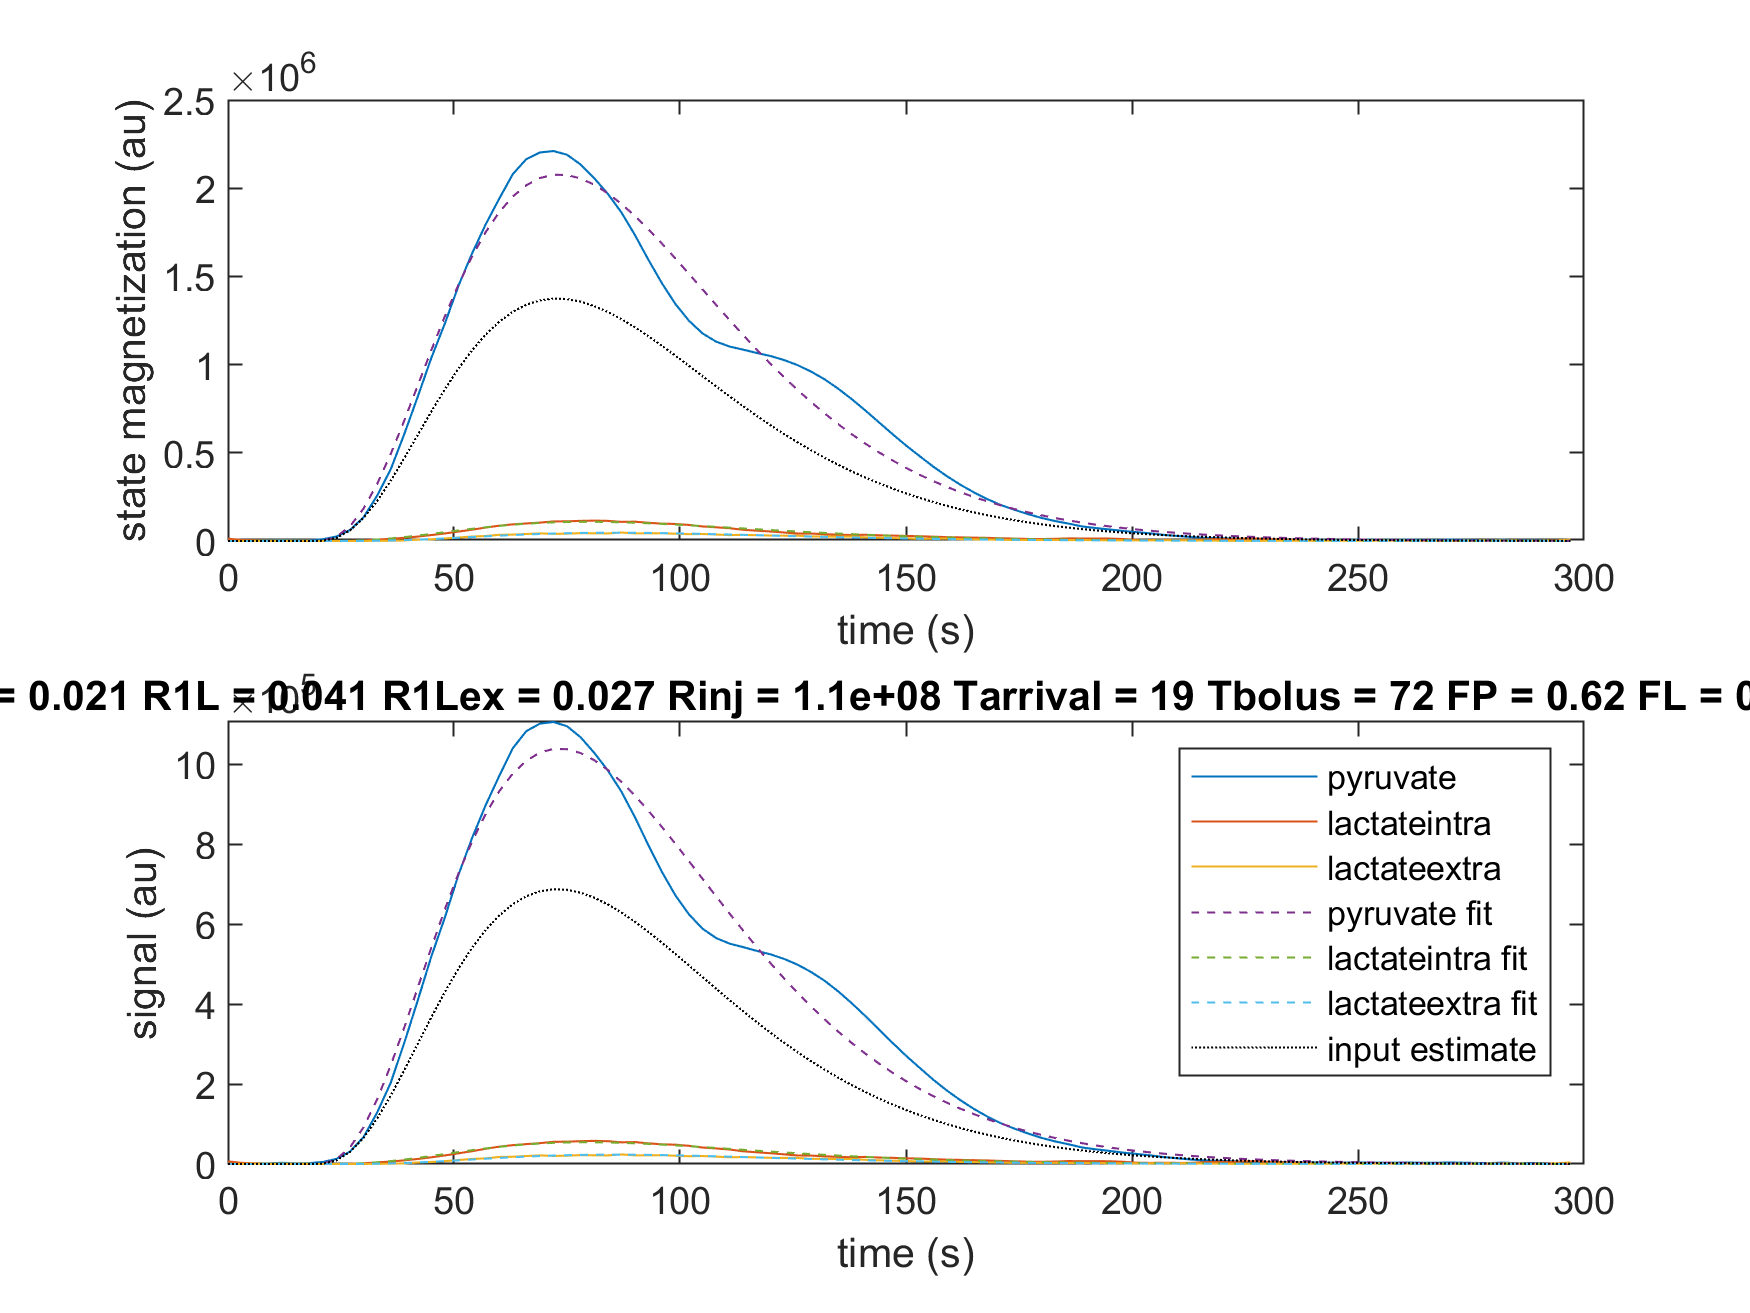 ×10⁶
2.5
2
1.5
1
0.5
0
state magnetization (au)
0 50 100 150 200 250 300
time (s)
= 0.021 R1L = 0.041 R1Lex = 0.027 Rinj = 1.1e+08 Tarrival = 19 Tbolus = 72 FP = 0.62 FL = 0
×10⁵
10
8
6
4
2
0
signal (au)
pyruvate
lactateintra
lactateextra
pyruvate fit
lactateintra fit
lactateextra fit
input estimate
0 50 100 150 200 250 300
time (s)